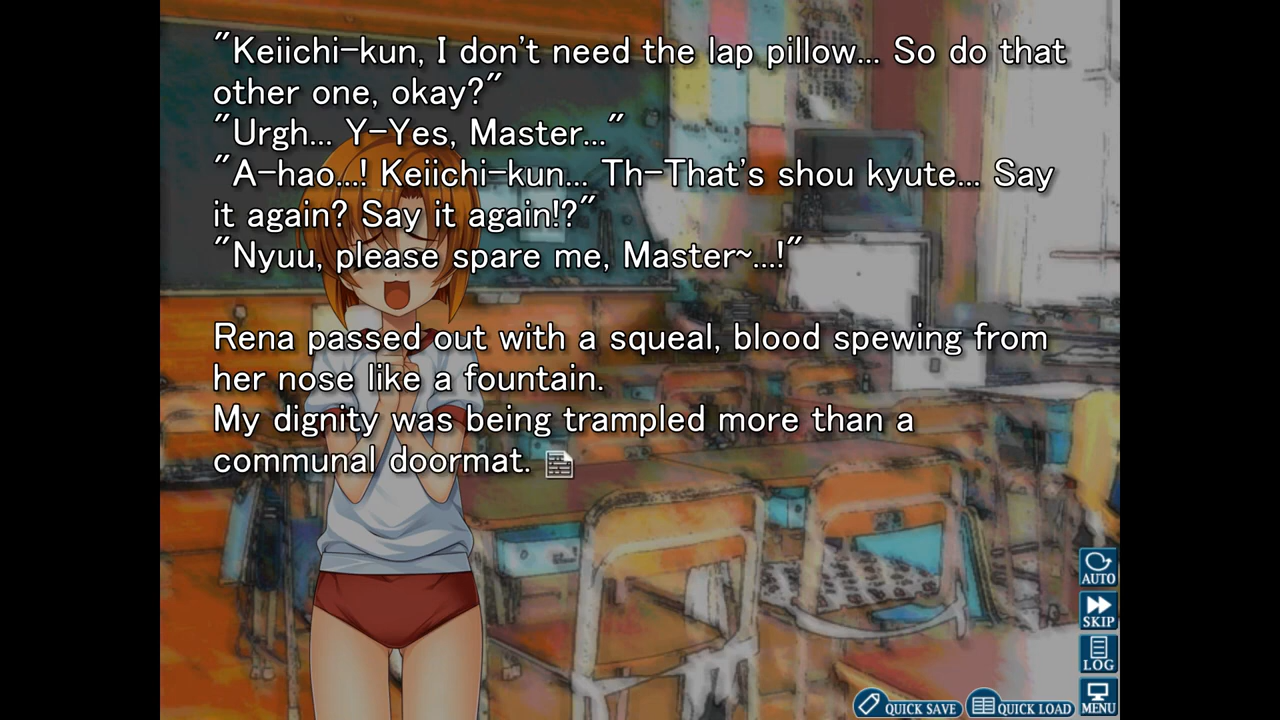 "Keiichi-kun, I don't need the lap pillow... So do that
other one, okay?"
"Urgh... Y-Yes, Master..."
"A-hao...! Keiichi-kun... Th-That's shou kyute... Say
it again? Say it again!?"
"Nyuu, please spare me, Master~...!"
Rena passed out with a squeal, blood spewing from
her nose like a fountain.
My dignity was being trampled more than a
communal doormat.
AUTO
SKIP
LOG
QUICK SAVE
QUICK LOAD
MENU